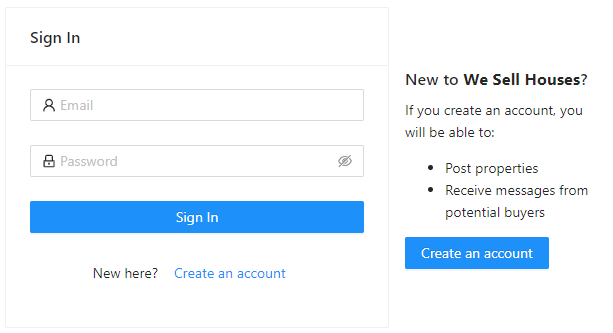 Sign In
Email
Password
Sign In
New here? Create an account
New to We Sell Houses?
If you create an account, you
will be able to:
Post properties
Receive messages from
potential buyers
Create an account